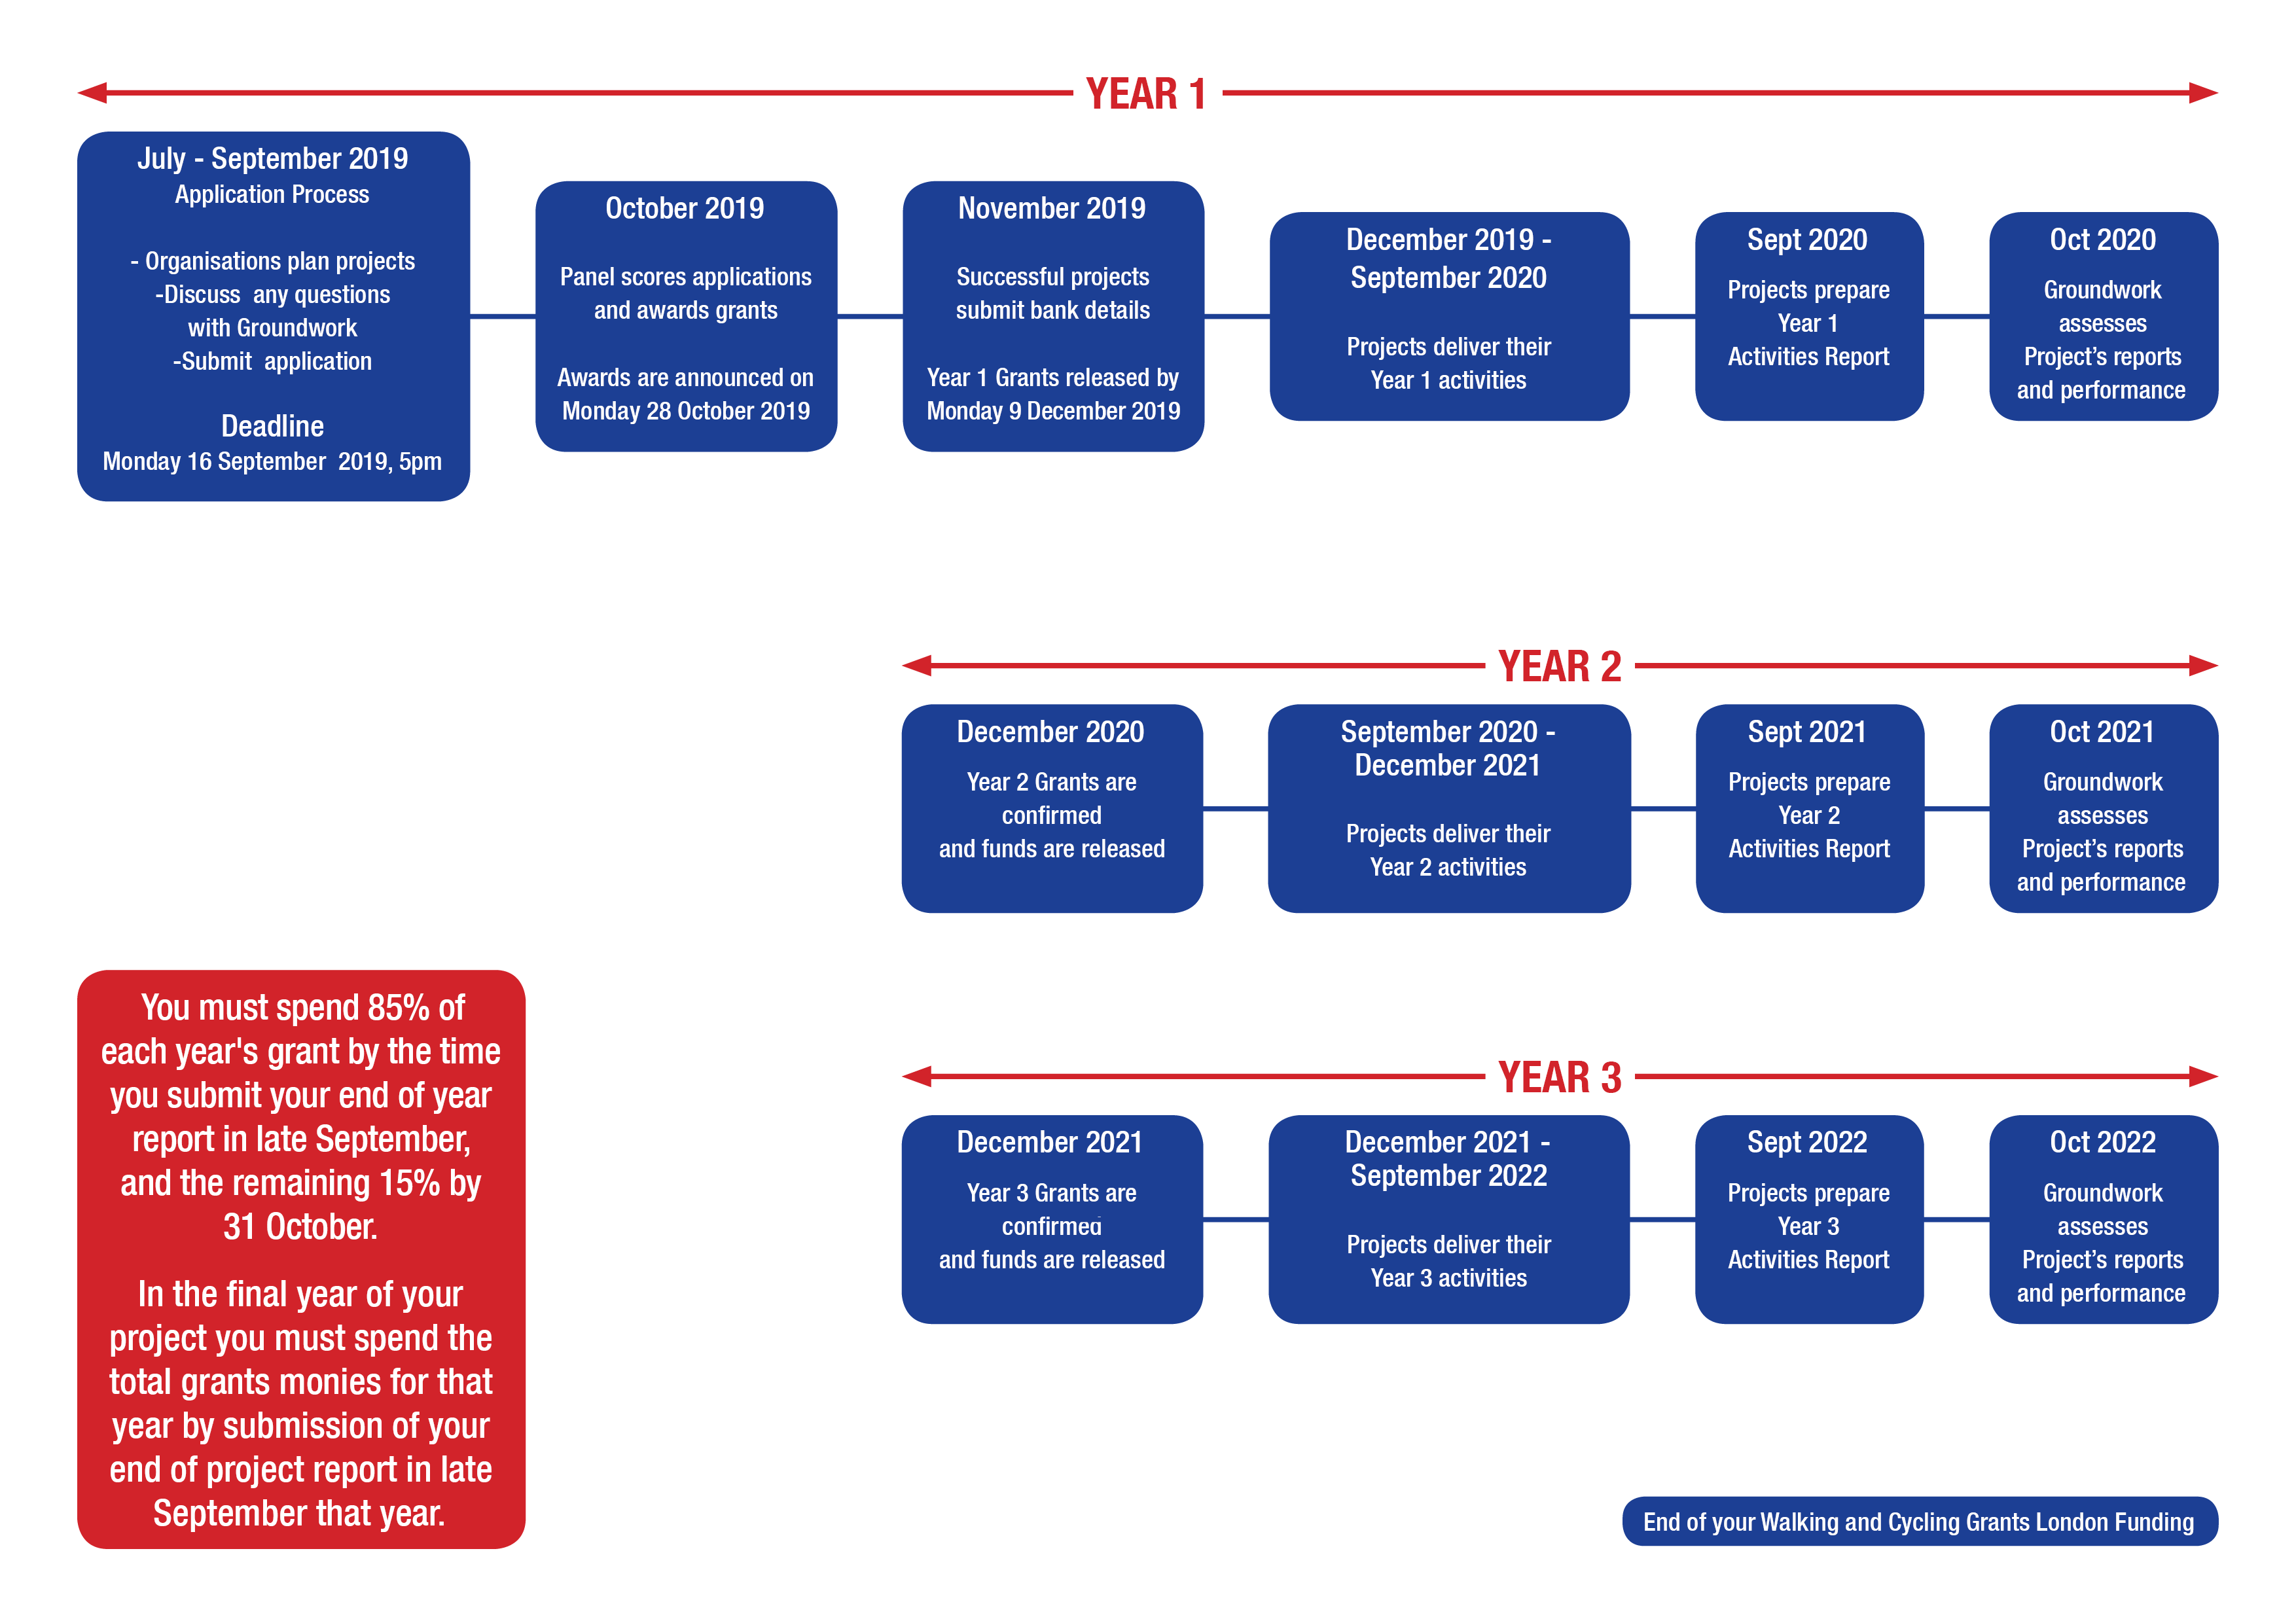 YEAR 1
July - September 2019
Application Process
- Organisations plan projects
-Discuss  any questions
with Groundwork
-Submit  application
Deadline
Monday 16 September  2019, 5pm
October 2019
Panel scores applications
and awards grants
Awards are announced on
Monday 28 October 2019
November 2019
Successful projects
submit bank details
Year 1 Grants released by
Monday 9 December 2019
December 2019 -
September 2020
Projects deliver their
Year 1 activities
Sept 2020
Projects prepare
Year 1
Activities Report
Oct 2020
Groundwork
assesses
Project’s reports
and performance
YEAR 2
December 2020
Year 2 Grants are
confirmed
and funds are released
September 2020 -
December 2021
Projects deliver their
Year 2 activities
Sept 2021
Projects prepare
Year 2
Activities Report
Oct 2021
Groundwork
assesses
Project’s reports
and performance
You must spend 85% of
each year's grant by the time
you submit your end of year
report in late September,
and the remaining 15% by
31 October.
In the final year of your
project you must spend the
total grants monies for that
year by submission of your
end of project report in late
September that year.
YEAR 3
December 2021
Year 3 Grants are
confirmed
and funds are released
December 2021 -
September 2022
Projects deliver their
Year 3 activities
Sept 2022
Projects prepare
Year 3
Activities Report
Oct 2022
Groundwork
assesses
Project’s reports
and performance
End of your Walking and Cycling Grants London Funding